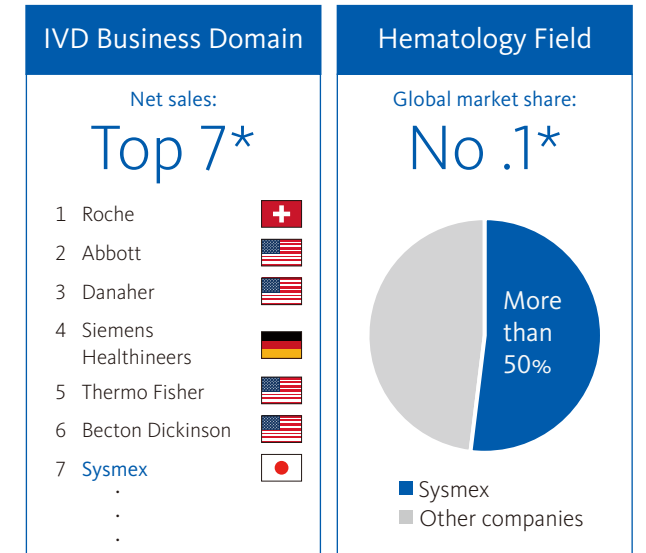 IVD Business Domain
Net sales:
Top 7*
1 Roche
2 Abbott
3 Danaher
4 Siemens
Healthineers
5 Thermo Fisher
6 Becton Dickinson
7 Sysmex
.
.
.
Hematology Field
Global market share:
No .1*
More
than
50%
Sysmex
Other companies